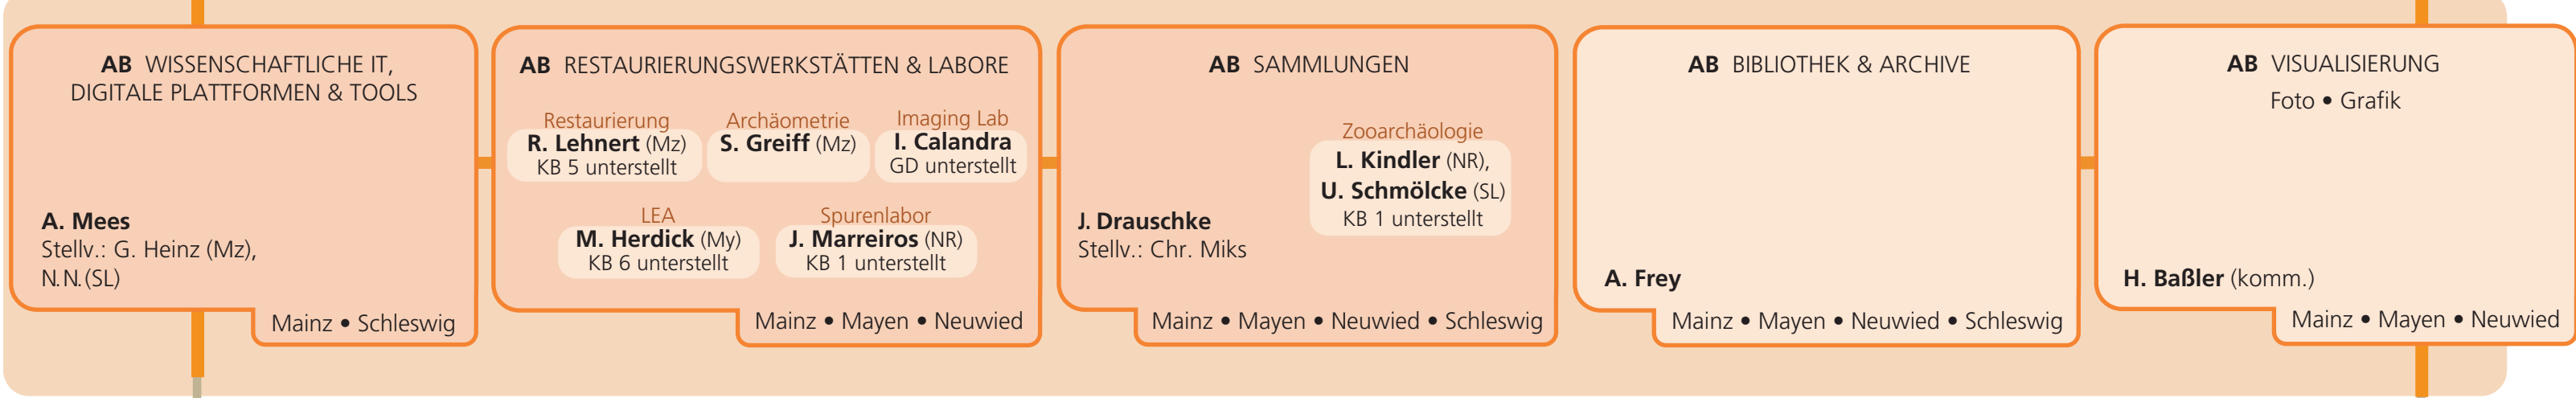 AB WISSENSCHAFTLICHE IT,
DIGITALE PLATTFORMEN & TOOLS
A. Mees
Stellv.: G. Heinz (Mz),
N.N.(SL)
Mainz • Schleswig
AB RESTAURIERUNGSWERKSTÄTTEN & LABORE
Restaurierung
R. Lehnert (Mz)
KB 5 unterstellt
Archäometrie
S. Greiff (Mz)
Imaging Lab
I. Calandra
GD unterstellt
LEA
M. Herdick (My)
KB 6 unterstellt
Spurenlabor
J. Marreiros (NR)
KB 1 unterstellt
Mainz • Mayen • Neuwied
AB SAMMLUNGEN
Zooarchäologie
L. Kindler (NR),
U. Schmölcke (SL)
KB 1 unterstellt
J. Drauschke
Stellv.: Chr. Miks
Mainz • Mayen • Neuwied • Schleswig
AB BIBLIOTHEK & ARCHIVE
A. Frey
Mainz • Mayen • Neuwied • Schleswig
AB VISUALISIERUNG
Foto • Grafik
H. Baßler (komm.)
Mainz • Mayen • Neuwied